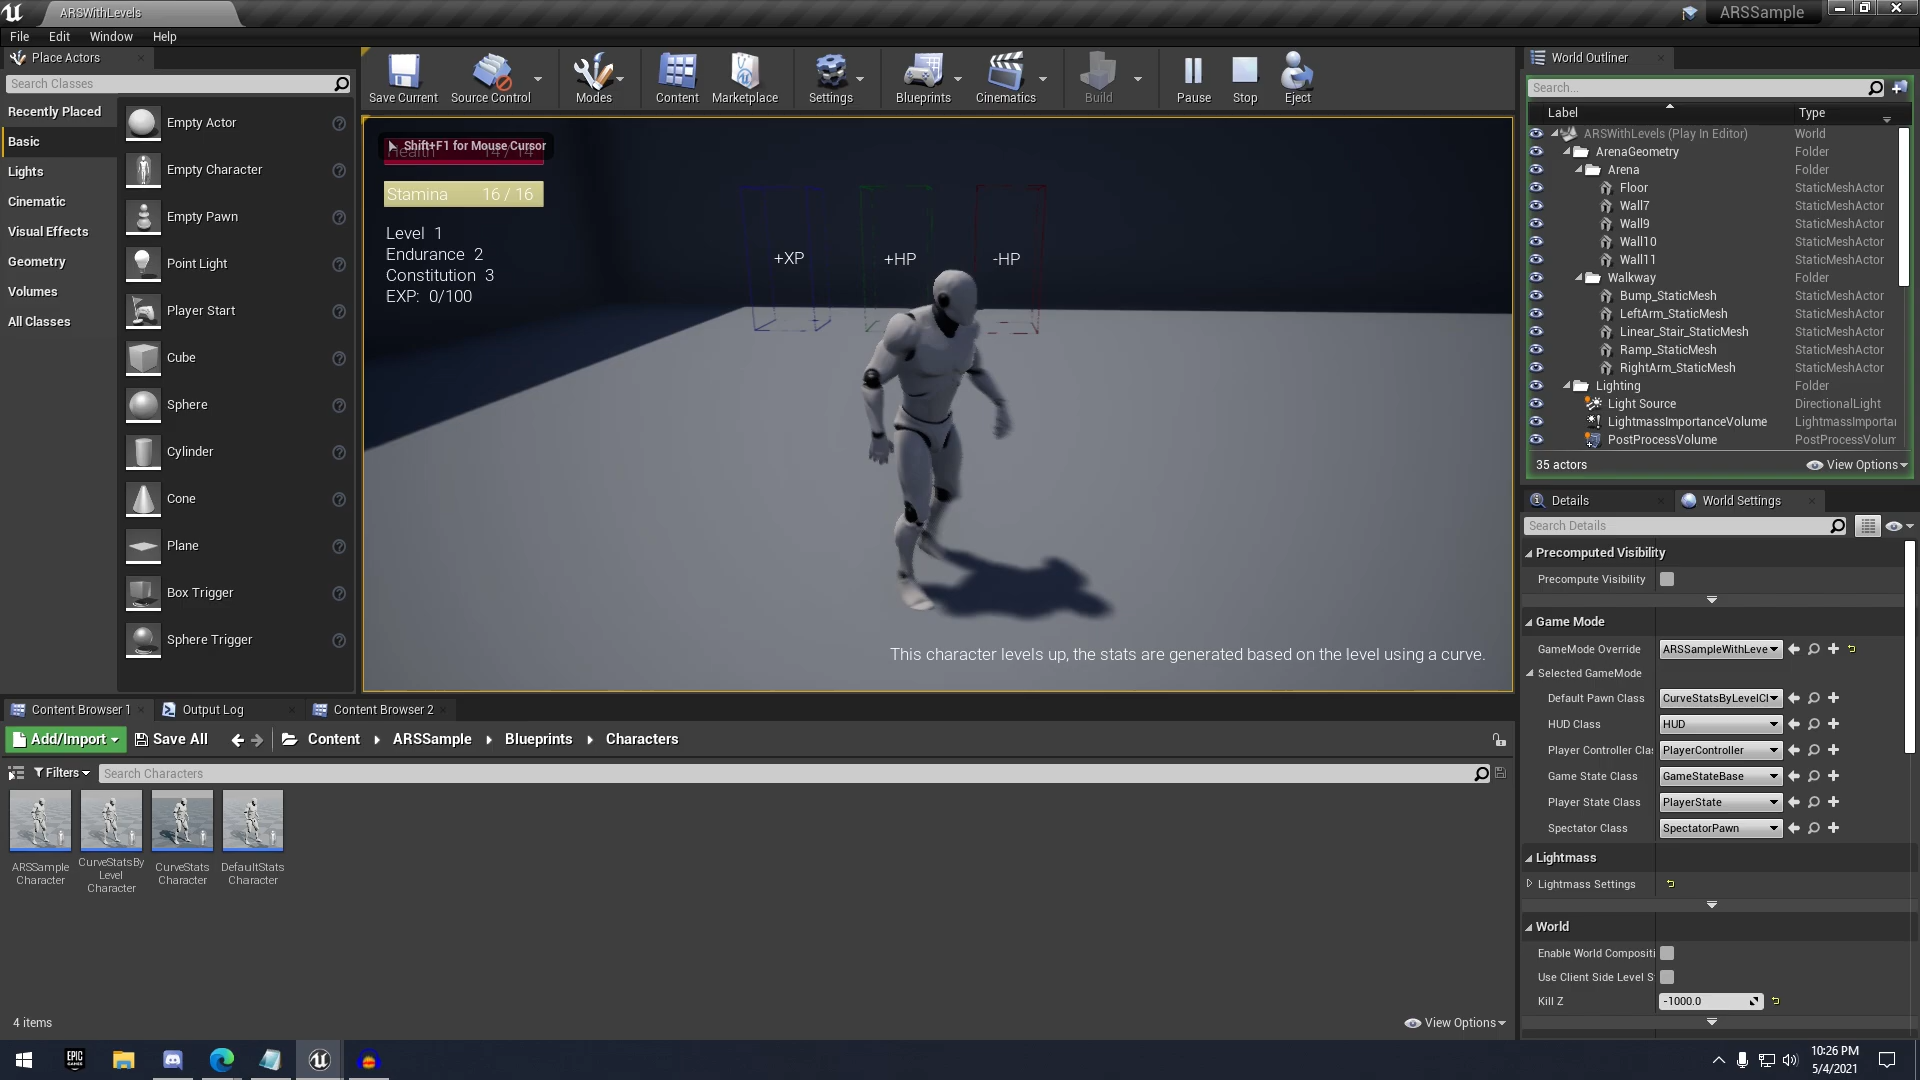 ARSWithLevels
ARSSample
File Edit Window Help
Place Actors
Search Classes
Recently Placed
Basic
Lights
Cinematic
Visual Effects
Geometry
Volumes
All Classes
Empty Actor
Empty Character
Empty Pawn
Point Light
Player Start
Cube
Sphere
Cylinder
Cone
Plane
Box Trigger
Sphere Trigger
Save Current Source Control Modes Content Marketplace Settings Blueprints Cinematics Build Pause Stop Eject
Shift+F1 for Mouse Cursor
Health 14 / 14
Stamina 16 / 16
Level 1
Endurance 2
Constitution 3
EXP: 0/100
+XP +HP -HP
This character levels up, the stats are generated based on the level using a curve.
World Outliner
Search...
Label Type
ARSWithLevels (Play In Editor) World
ArenaGeometry Folder
Arena Folder
Floor StaticMeshActor
Wall7 StaticMeshActor
Wall9 StaticMeshActor
Wall10 StaticMeshActor
Wall11 StaticMeshActor
Walkway Folder
Bump_StaticMesh StaticMeshActor
LeftArm_StaticMesh StaticMeshActor
Linear_Stair_StaticMesh StaticMeshActor
Ramp_StaticMesh StaticMeshActor
RightArm_StaticMesh StaticMeshActor
Lighting Folder
Light Source DirectionalLight
LightmassImportanceVolume LightmassImportar
PostProcessVolume PostProcessVolum
35 actors View Options
Details World Settings
Search Details
Precomputed Visibility
Precompute Visibility
Game Mode
GameMode Override ARSSampleWithLeve
Selected GameMode
Default Pawn Class CurveStatsByLevelCl
HUD Class HUD
Player Controller Clas PlayerController
Game State Class GameStateBase
Player State Class PlayerState
Spectator Class SpectatorPawn
Lightmass
Lightmass Settings
World
Enable World Compositi
Use Client Side Level S
Kill Z -1000.0
Content Browser 1 Output Log Content Browser 2
Add/Import Save All Content ARSSample Blueprints Characters
Filters Search Characters
ARSSample
Character
CurveStatsBy
Level
Character
CurveStats
Character
DefaultStats
Character
4 items View Options
EPIC
GAMES
10:26 PM
5/4/2021